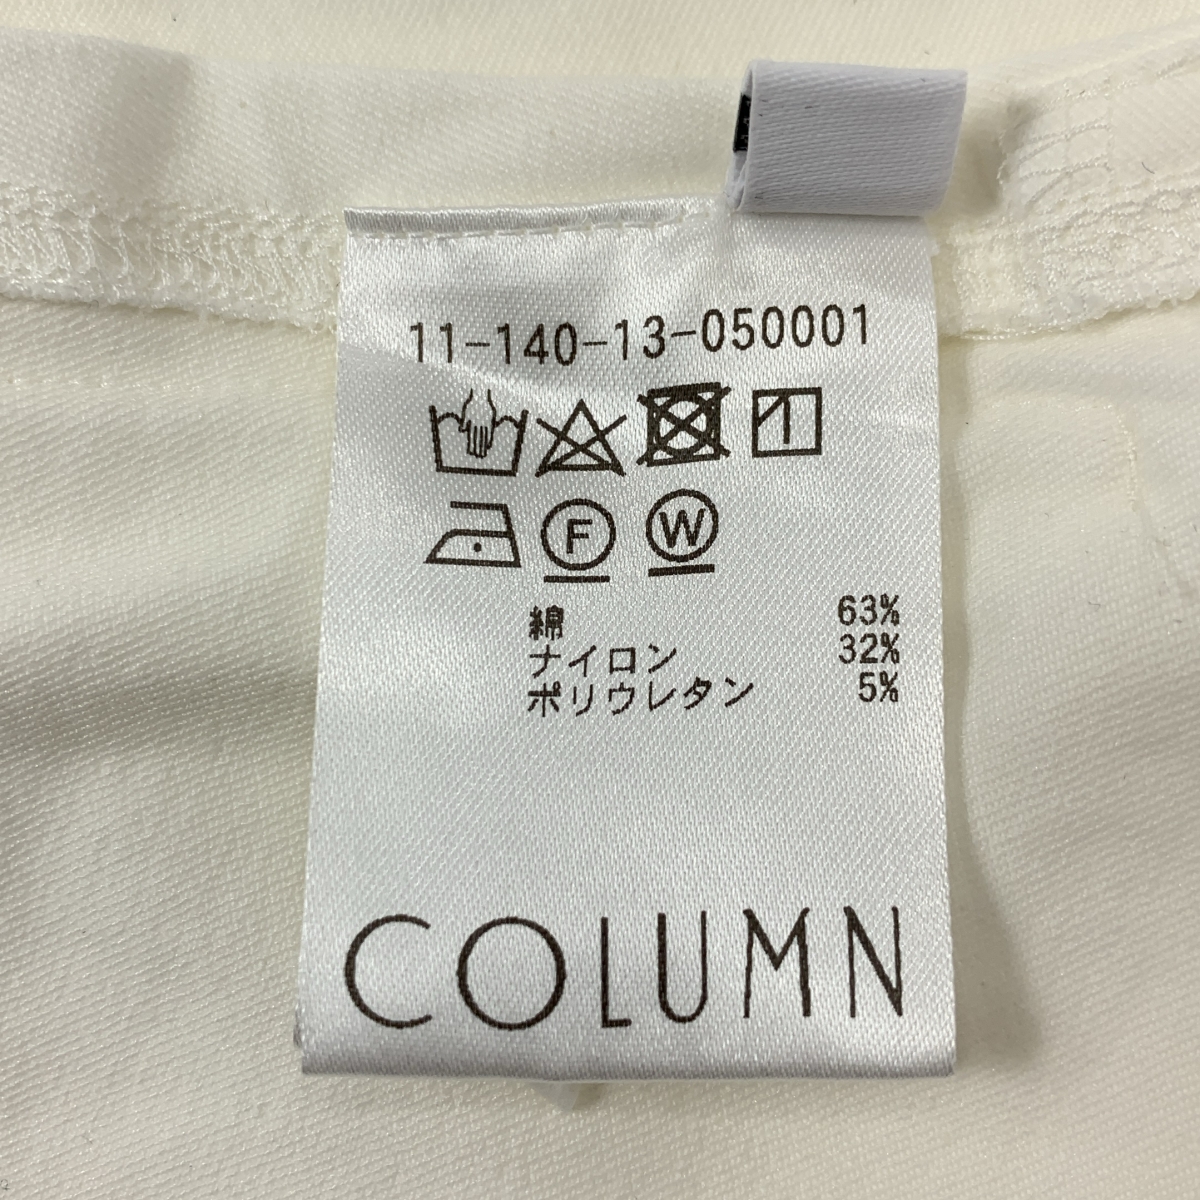 11-140-13-050001
F W
綿 63%
ナイロン 32%
ポリウレタン 5%
COLUMN